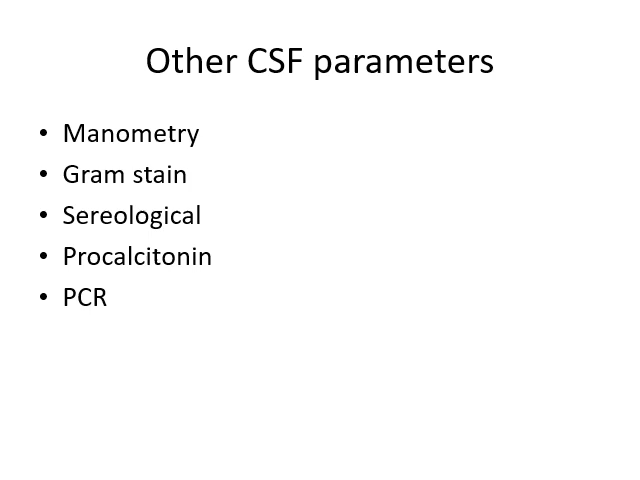 Other CSF parameters
• Manometry
• Gram stain
• Sereological
• Procalcitonin
• PCR